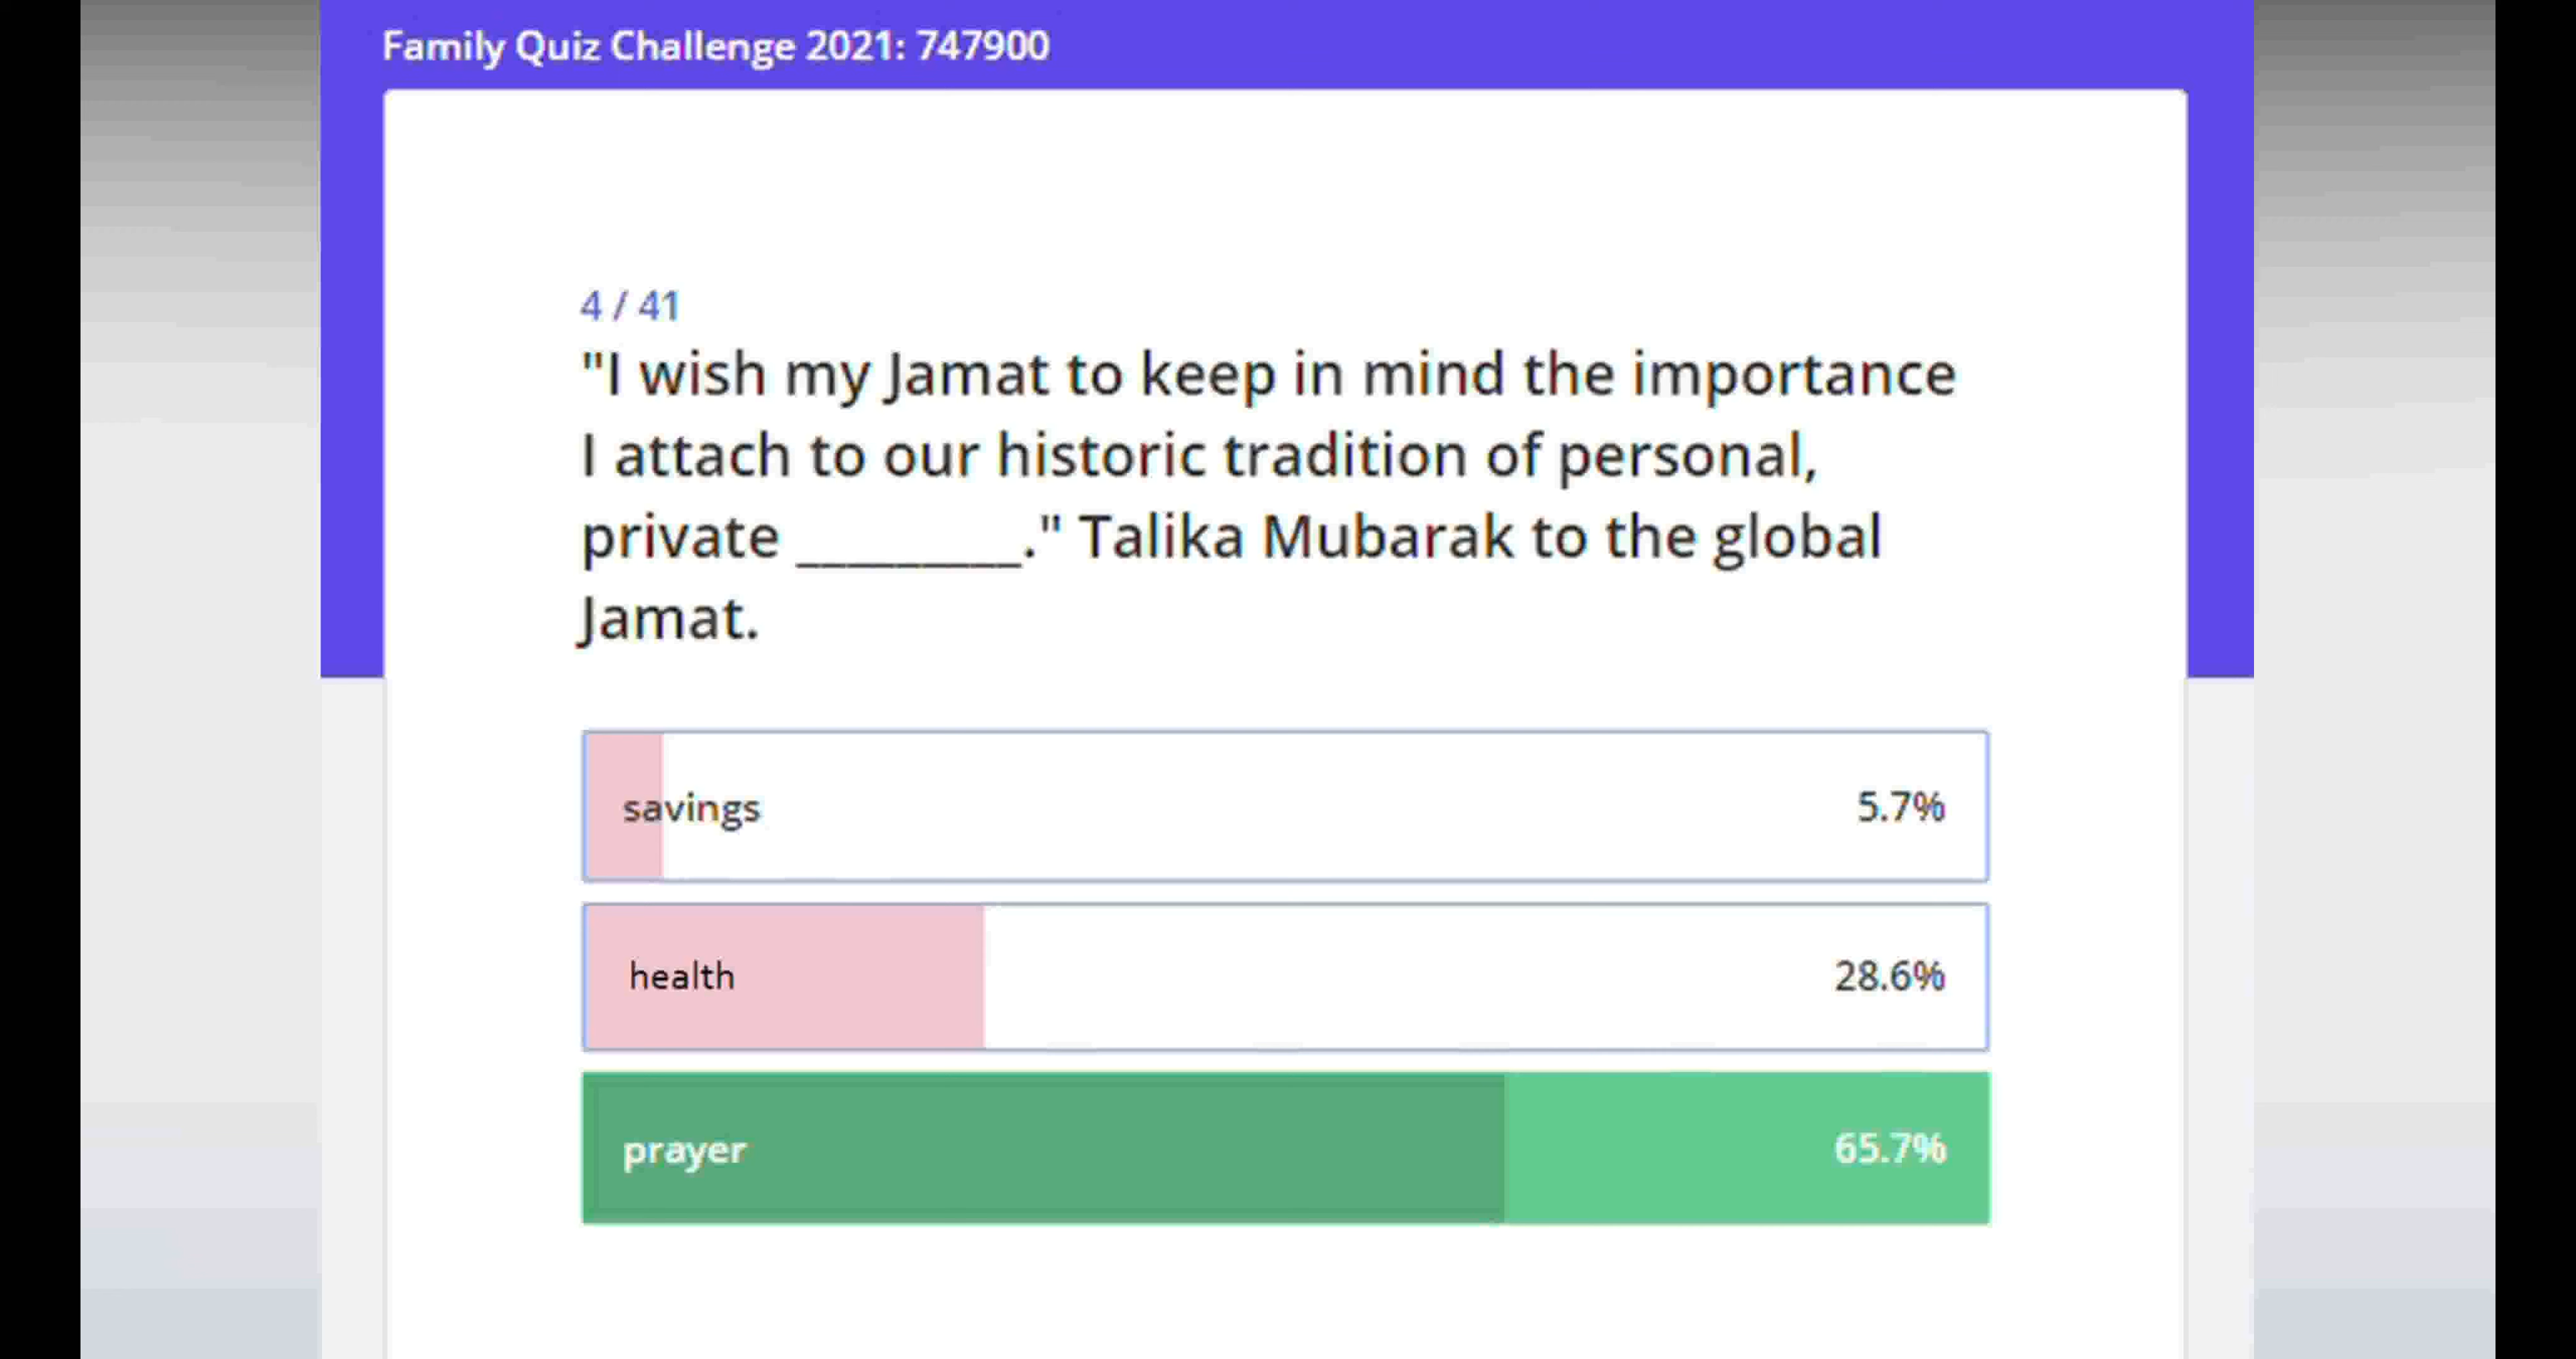 Family Quiz Challenge 2021: 747900
4 / 41
"I wish my Jamat to keep in mind the importance
I attach to our historic tradition of personal,
private _________." Talika Mubarak to the global
Jamat.
savings 5.7%
health 28.6%
prayer 65.7%